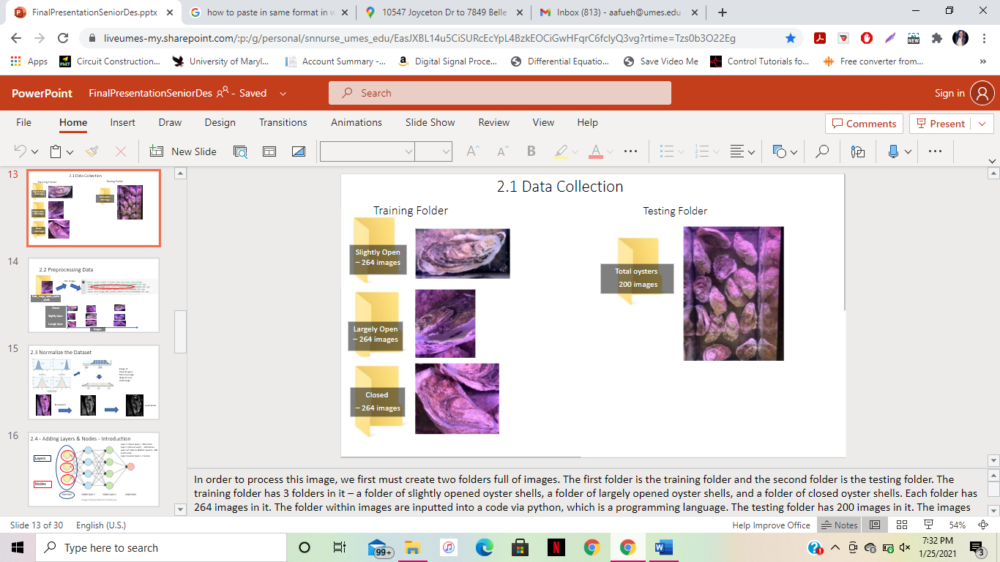 FinalPresentationSeniorDes.pptx
how to paste in same format in w
10547 Joyceton Dr to 7849 Belle
Inbox (813) - aafueh@umes.edu
liveumes-my.sharepoint.com/:p:/g/personal/snnurse_umes_edu/EasJXBL14u5CiSURcEcYpL4BzkEOCiGwHFqrC6fclyQ3vg?rtime=Tzs0b3O22Eg
Apps
Circuit Construction...
University of Maryl...
Account Summary -...
Digital Signal Proce...
Differential Equatio...
Save Video Me
Control Tutorials fo...
Free converter from...
PowerPoint
FinalPresentationSeniorDes - Saved
Search
Sign in
File Home Insert Draw Design Transitions Animations Slide Show Review View Help
Comments
Present
New Slide
13
2.1 Data Collection
Training Folder
Testing Folder
14
2.2 Preprocessing Data
Closed
Slightly Open
Largely Open
15
2.3 Normalize the Dataset
16
2.4 – Adding Layers & Nodes - Introduction
Layers
Nodes
2.1 Data Collection
Training Folder
Testing Folder
Slightly Open
– 264 images
Total oysters
200 images
Largely Open
– 264 images
Closed
– 264 images
In order to process this image, we first must create two folders full of images. The first folder is the training folder and the second folder is the testing folder. The
training folder has 3 folders in it – a folder of slightly opened oyster shells, a folder of largely opened oyster shells, and a folder of closed oyster shells. Each folder has
264 images in it. The folder within images are inputted into a code via python, which is a programming language. The testing folder has 200 images in it. The images
Slide 13 of 30
English (U.S.)
Help Improve Office
Notes
54%
Type here to search
99+
7:32 PM
1/25/2021
3